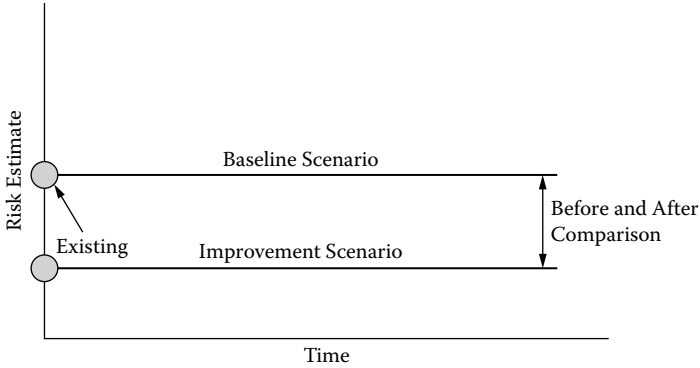 Risk Estimate
Baseline Scenario
Before and After
Comparison
Existing
Improvement Scenario
Time